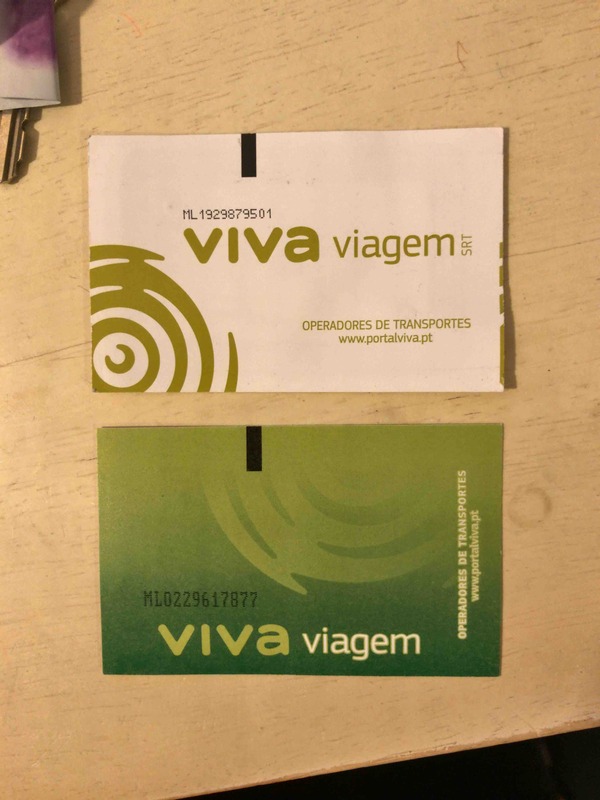 ML1929879501
viva viagem SRT
OPERADORES DE TRANSPORTES
www.portalviva.pt
ML0229617877
viva viagem
OPERADORES DE TRANSPORTES
www.portalviva.pt